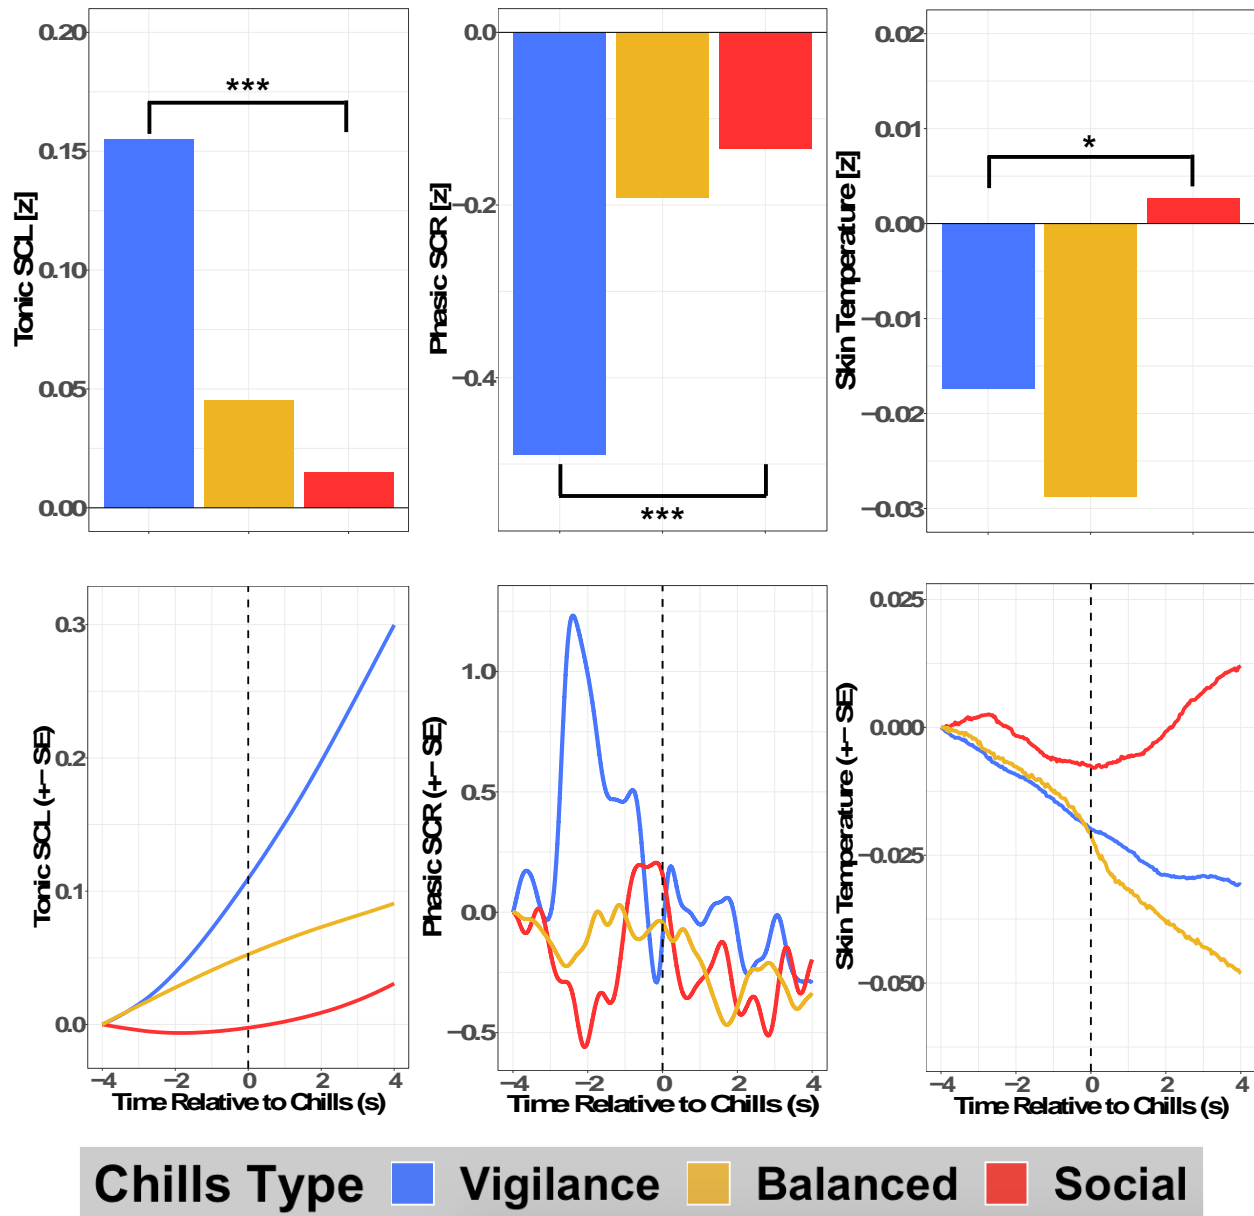 Tonic SCL [z]
0.20
0.15
0.10
0.05
0.00
***
Phasic SCR [z]
0.0
−0.2
−0.4
***
Skin Temperature [z]
0.02
0.01
0.00
−0.01
−0.02
−0.03
*
Tonic SCL (+− SE)
0.3
0.2
0.1
0.0
−4 −2 0 2 4
Time Relative to Chills (s)
Phasic SCR (+− SE)
1.0
0.5
0.0
−0.5
−4 −2 0 2 4
Time Relative to Chills (s)
Skin Temperature (+− SE)
0.025
0.000
−0.025
−0.050
−4 −2 0 2 4
Time Relative to Chills (s)
Chills Type Vigilance Balanced Social